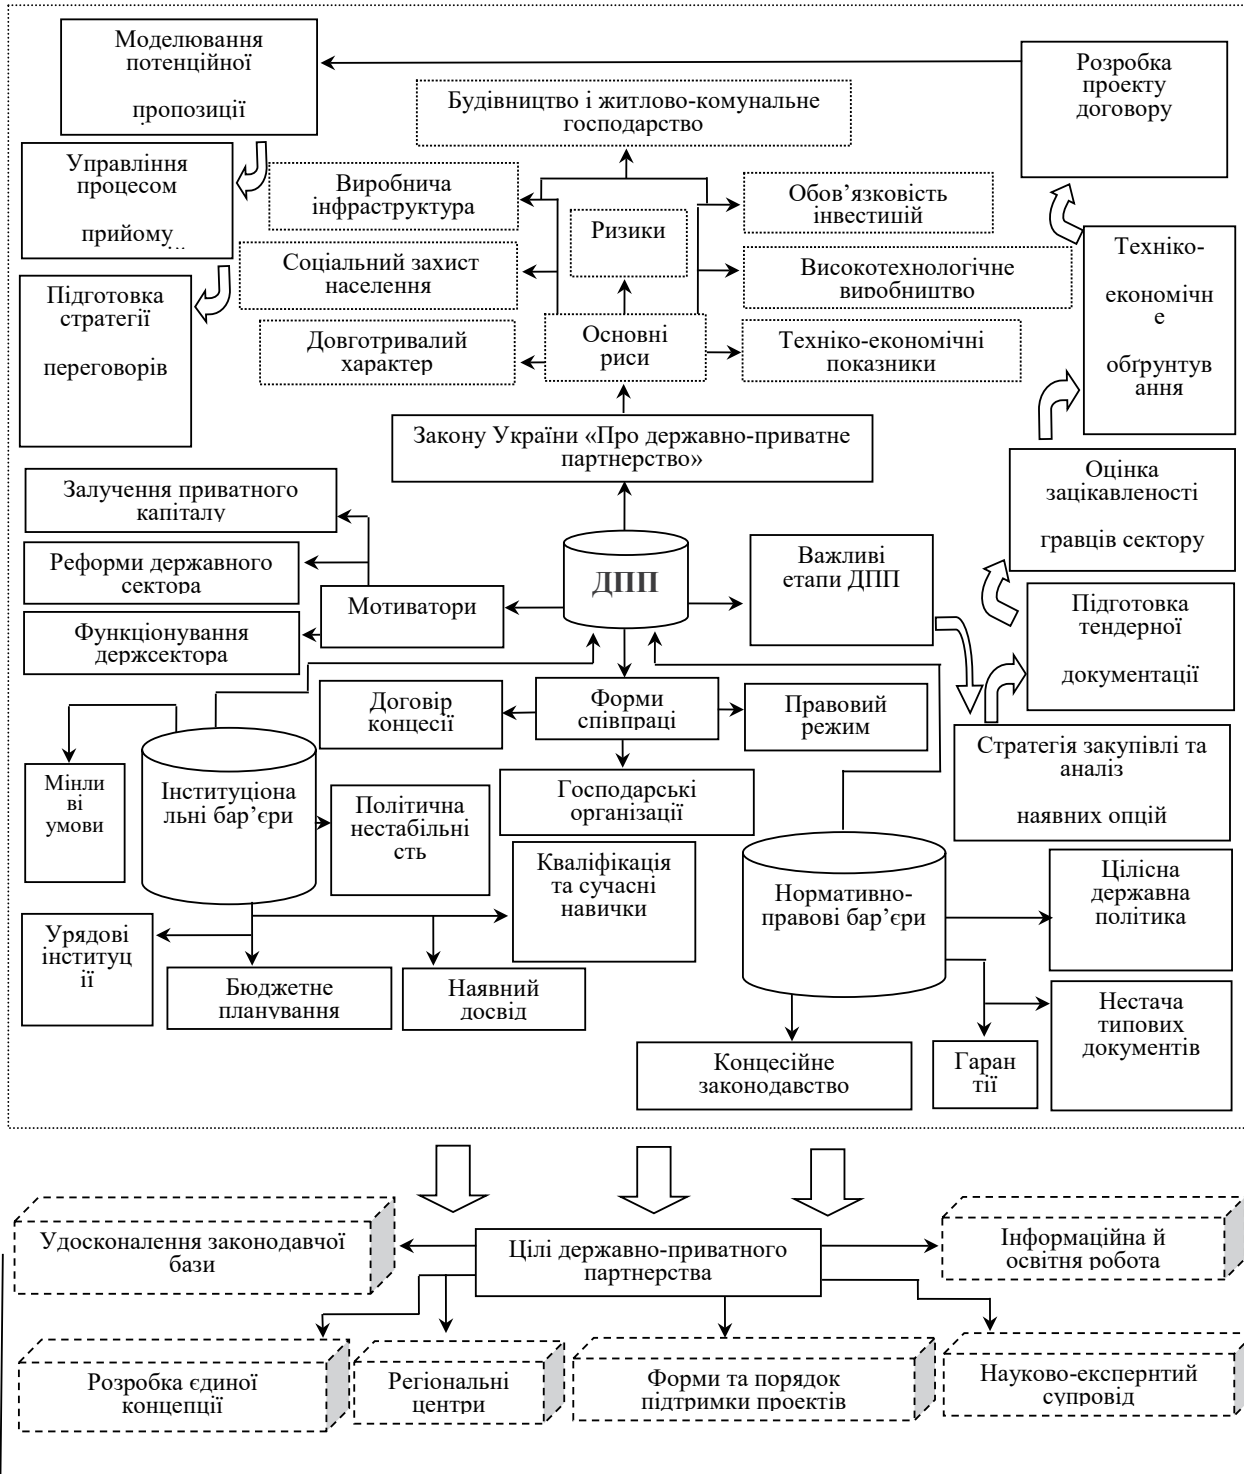 Моделювання
потенційної
пропозиції
Розробка
проекту
договору
Будівництво і житлово-комунальне
господарство
Управління
процесом
прийому
Виробнича
інфраструктура
Ризики
Обов’язковість
інвестицій
Соціальний захист
населення
Високотехнологічне
виробництво
Техніко-
економічн
е
обґрунтув
ання
Підготовка
стратегії
переговорів
Довготривалий
характер
Основні
риси
Техніко-економічні
показники
Закону України «Про державно-приватне
партнерство»
Оцінка
зацікавленості
гравців сектору
Залучення приватного
капіталу
Реформи державного
сектора
Функціонування
держсектора
Мотиватори
ДПП
Важливі
етапи ДПП
Підготовка
тендерної
документації
Договір
концесії
Форми
співпраці
Правовий
режим
Стратегія закупівлі та
аналіз
наявних опцій
Мінли
ві
умови
Інституціона
льні бар’єри
Політична
нестабільні
сть
Господарські
організації
Кваліфікація
та сучасні
навички
Нормативно-
правові бар’єри
Цілісна
державна
політика
Урядові
інституц
ії
Бюджетне
планування
Наявний
досвід
Концесійне
законодавство
Гаран
тії
Нестача
типових
документів
Удосконалення законодавчої
бази
Цілі державно-приватного
партнерства
Інформаційна й
освітня робота
Розробка єдиної
концепції
Регіональні
центри
Форми та порядок
підтримки проектів
Науково-експернтий
супровід